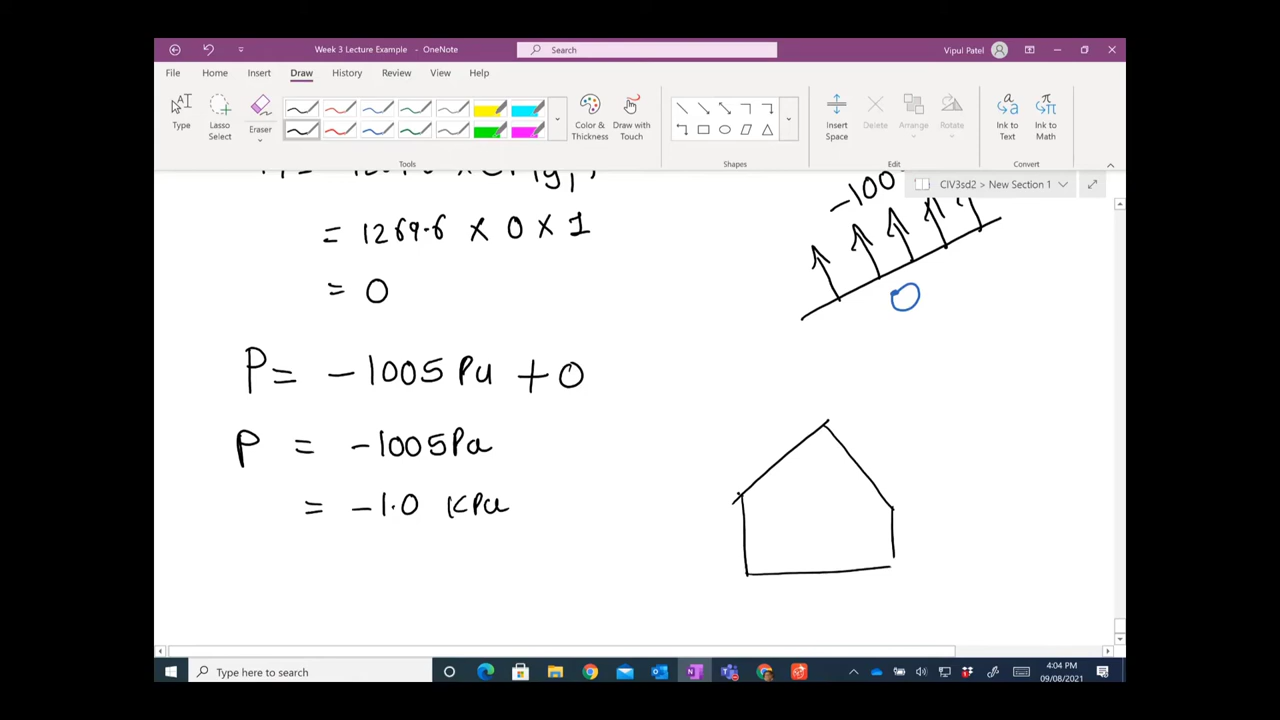 Week 3 Lecture Example - OneNote
Search
Vipul Patel
File Home Insert Draw History Review View Help
Type
Lasso Select
Eraser
Color & Thickness
Draw with Touch
Insert Space
Delete
Arrange
Rotate
Ink to Text
Ink to Math
Tools
Shapes
Edit
Convert
CIV3sd2 > New Section 1
-100
= 1269.6 X 0 X 1
= 0
P= -1005 Pa + 0
P = -1005Pa
= -1.0 KPa
Type here to search
4:04 PM
09/08/2021